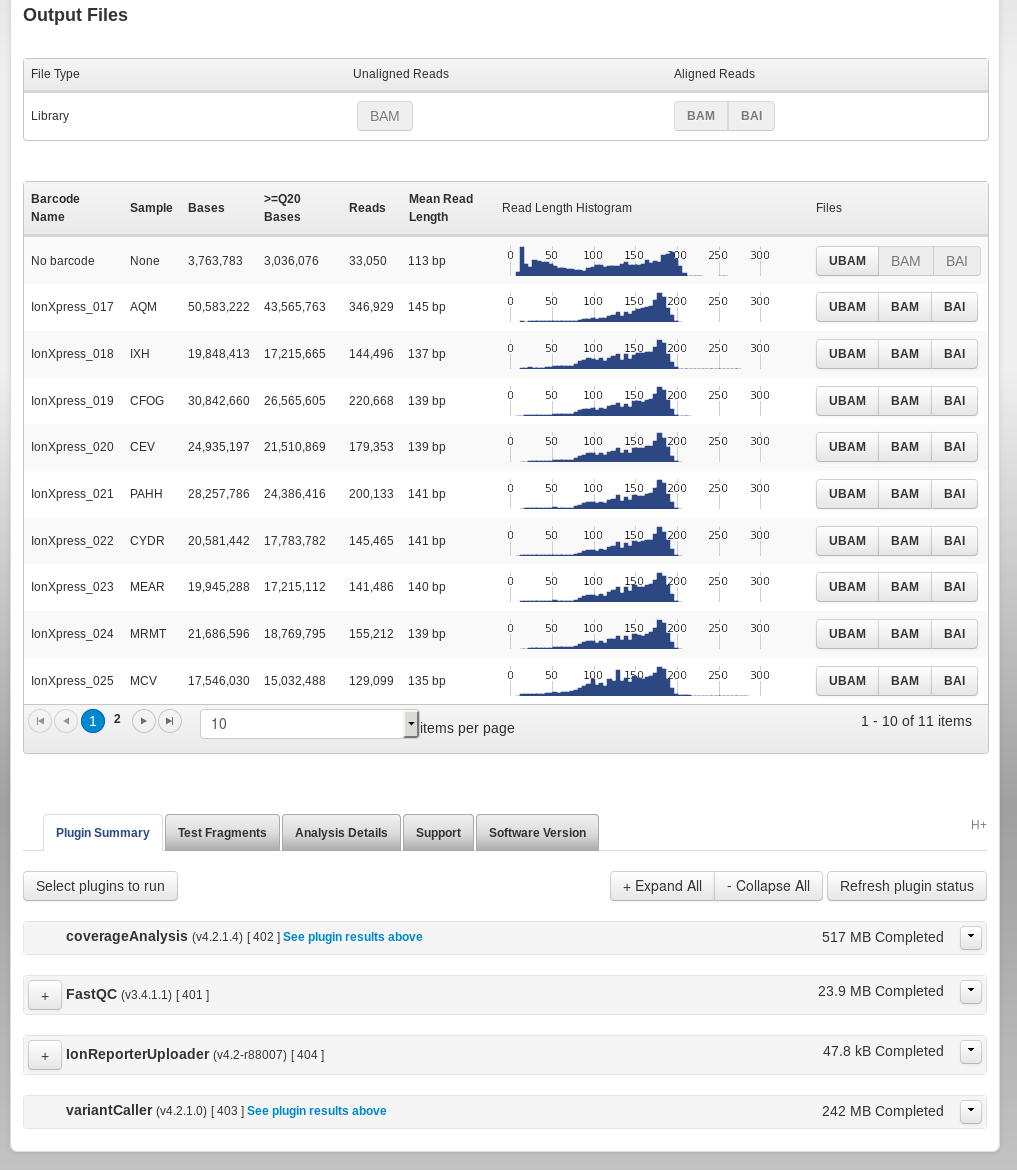 Output Files
File Type Unaligned Reads Aligned Reads
Library BAM BAM BAI
Barcode Name Sample Bases >=Q20 Bases Reads Mean Read Length Read Length Histogram Files
No barcode None 3,763,783 3,036,076 33,050 113 bp 0 50 100 150 200 250 300 UBAM BAM BAI
IonXpress_017 AQM 50,583,222 43,565,763 346,929 145 bp 0 50 100 150 200 250 300 UBAM BAM BAI
IonXpress_018 IXH 19,848,413 17,215,665 144,496 137 bp 0 50 100 150 200 250 300 UBAM BAM BAI
IonXpress_019 CFOG 30,842,660 26,565,605 220,668 139 bp 0 50 100 150 200 250 300 UBAM BAM BAI
IonXpress_020 CEV 24,935,197 21,510,869 179,353 139 bp 0 50 100 150 200 250 300 UBAM BAM BAI
IonXpress_021 PAHH 28,257,786 24,386,416 200,133 141 bp 0 50 100 150 200 250 300 UBAM BAM BAI
IonXpress_022 CYDR 20,581,442 17,783,782 145,465 141 bp 0 50 100 150 200 250 300 UBAM BAM BAI
IonXpress_023 MEAR 19,945,288 17,215,112 141,486 140 bp 0 50 100 150 200 250 300 UBAM BAM BAI
IonXpress_024 MRMT 21,686,596 18,769,795 155,212 139 bp 0 50 100 150 200 250 300 UBAM BAM BAI
IonXpress_025 MCV 17,546,030 15,032,488 129,099 135 bp 0 50 100 150 200 250 300 UBAM BAM BAI
1 2 10 items per page 1 - 10 of 11 items
Plugin Summary Test Fragments Analysis Details Support Software Version H+
Select plugins to run + Expand All - Collapse All Refresh plugin status
coverageAnalysis (v4.2.1.4) [ 402 ] See plugin results above 517 MB Completed
+ FastQC (v3.4.1.1) [ 401 ] 23.9 MB Completed
+ IonReporterUploader (v4.2-r88007) [ 404 ] 47.8 kB Completed
variantCaller (v4.2.1.0) [ 403 ] See plugin results above 242 MB Completed